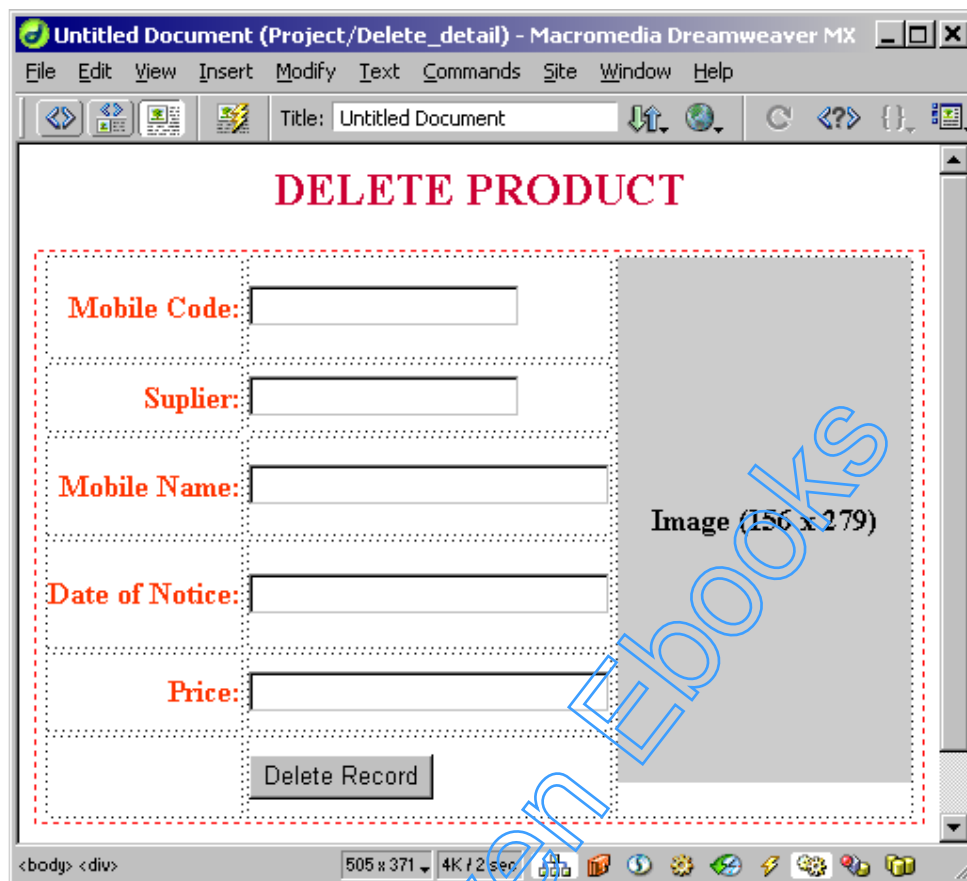 Untitled Document (Project/Delete_detail) - Macromedia Dreamweaver MX
File Edit View Insert Modify Text Commands Site Window Help
Title: Untitled Document
DELETE PRODUCT
Mobile Code:
Suplier:
Mobile Name:
Image (156 x 279)
Date of Notice:
Price:
Delete Record
<body> <div> 505 x 371 4K / 2 sec
en Ebooks